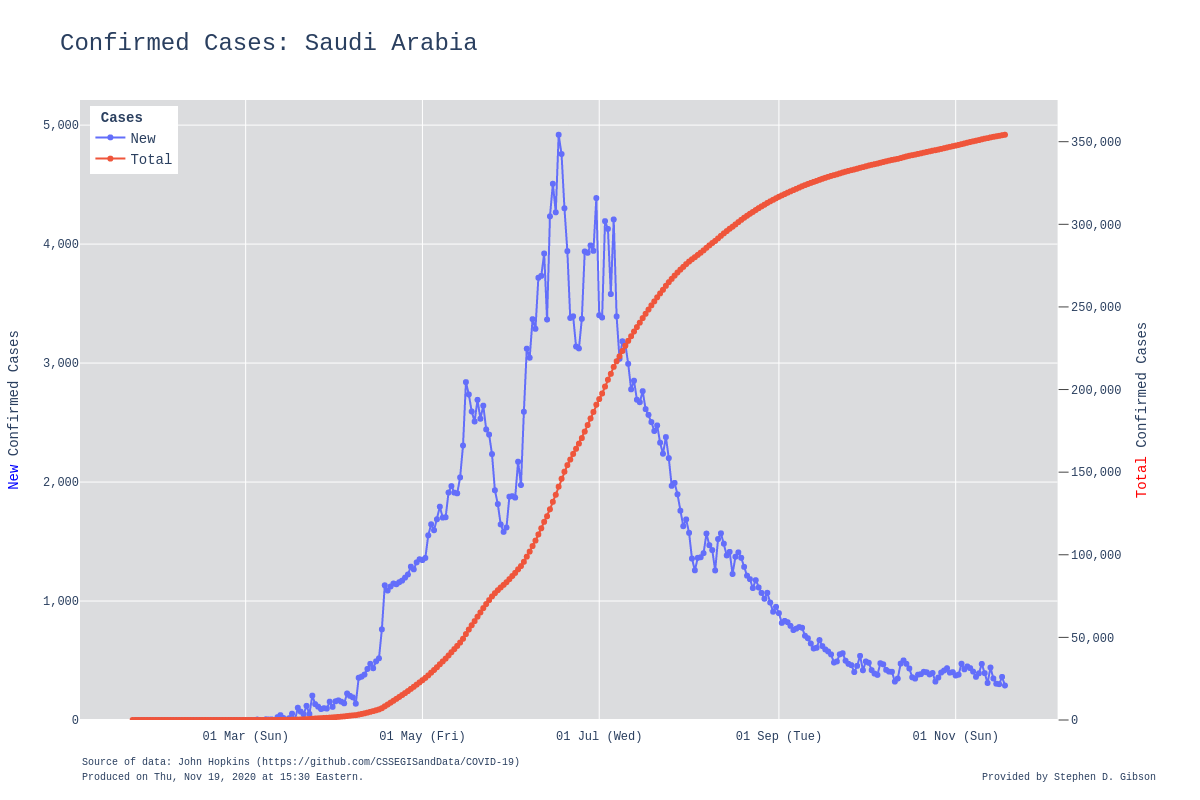 Confirmed Cases: Saudi Arabia
Cases
New
Total
5,000
4,000
3,000
2,000
1,000
0
New Confirmed Cases
350,000
300,000
250,000
200,000
150,000
100,000
50,000
0
Total Confirmed Cases
01 Mar (Sun) 01 May (Fri) 01 Jul (Wed) 01 Sep (Tue) 01 Nov (Sun)
Source of data: John Hopkins (https://github.com/CSSEGISandData/COVID-19)
Produced on Thu, Nov 19, 2020 at 15:30 Eastern.
Provided by Stephen D. Gibson